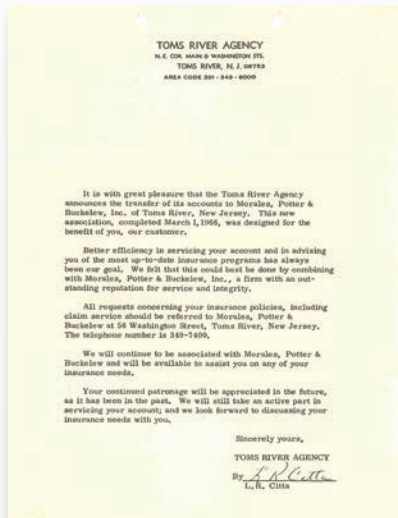 TOMS RIVER AGENCY
N. E. COR. MAIN & WASHINGTON STS.
TOMS RIVER, N. J. 08753
AREA CODE 201 - 349 - 6000
It is with great pleasure that the Toms River Agency
announces the transfer of its accounts to Morales, Potter &
Buckelew, Inc. of Toms River, New Jersey. This new
association, completed March 1, 1966, was designed for the
benefit of you, our customer.
Better efficiency in servicing your account and in advising
you of the most up-to-date insurance programs has always
been our goal. We felt that this could best be done by combining
with Morales, Potter & Buckelew, Inc., a firm with an out-
standing reputation for service and integrity.
All requests concerning your insurance policies, including
claim service should be referred to Morales, Potter &
Buckelew at 56 Washington Street, Toms River, New Jersey.
The telephone number is 349-7400.
We will continue to be associated with Morales, Potter &
Buckelew and will be available to assist you on any of your
insurance needs.
Your continued patronage will be appreciated in the future,
as it has been in the past. We will still take an active part in
servicing your account; and we look forward to discussing your
insurance needs with you.
Sincerely yours,
TOMS RIVER AGENCY
By L R Citta
L. R. Citta